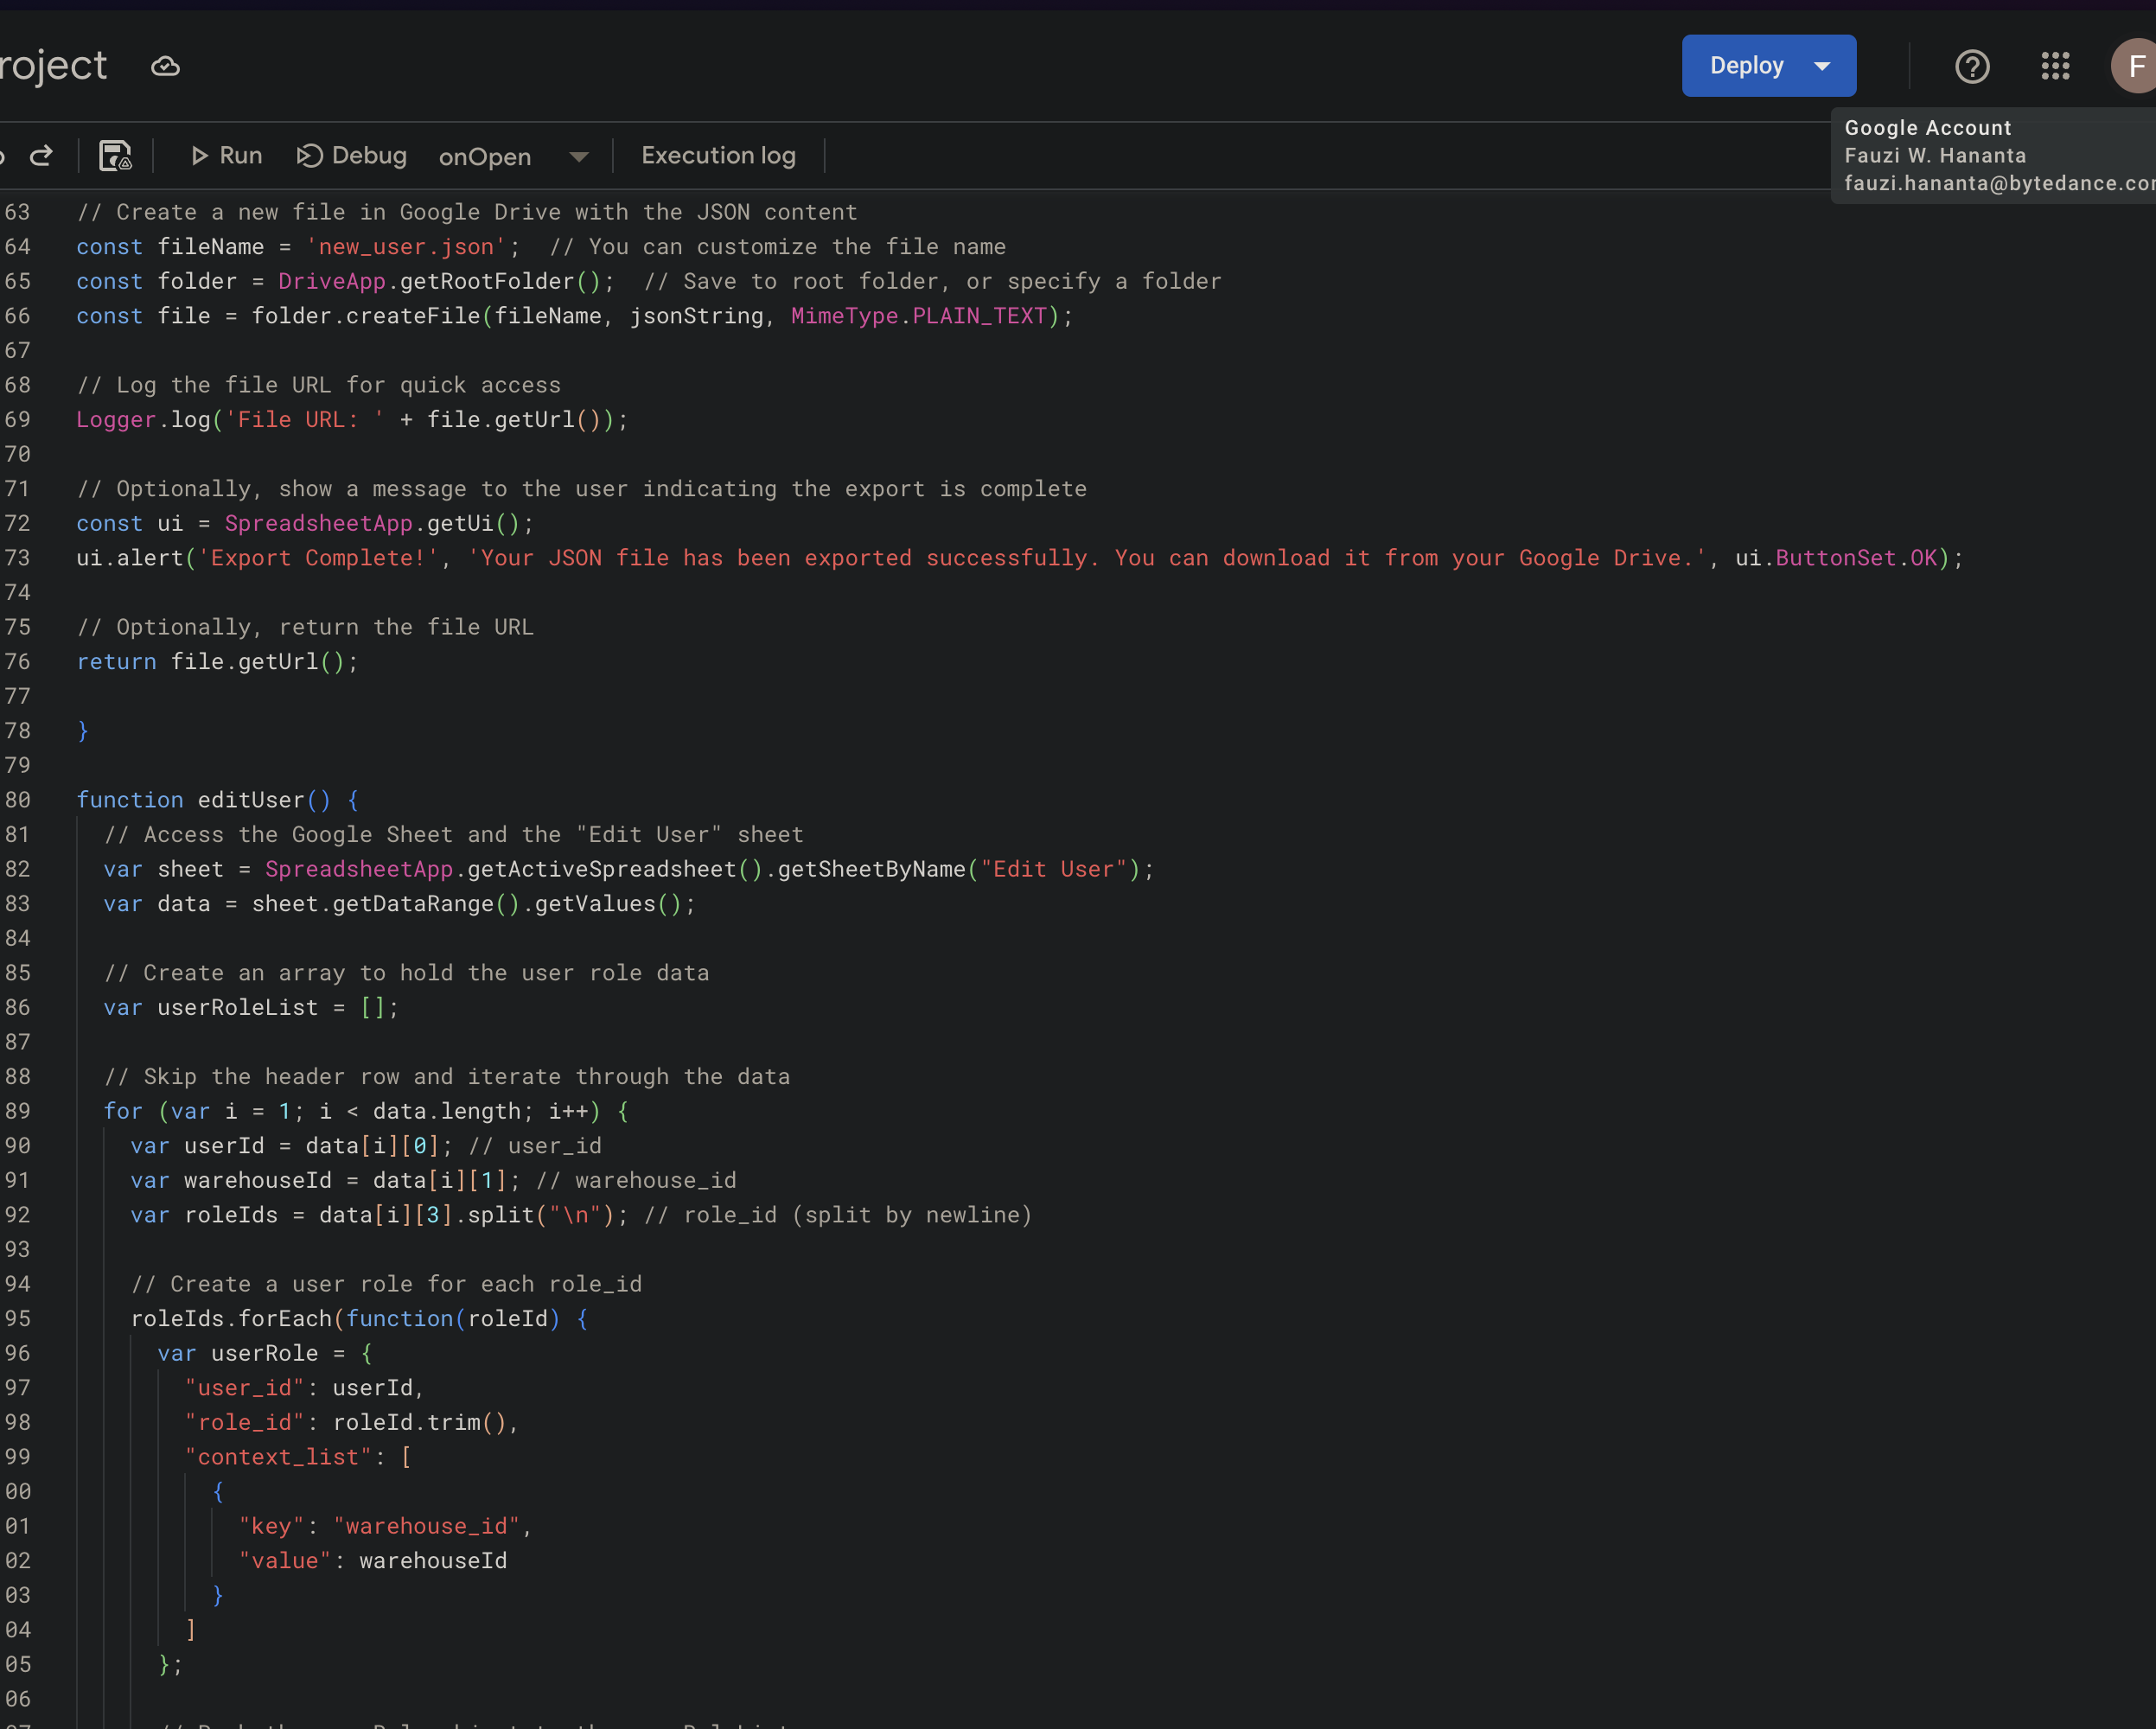 roject
Deploy
F
Google Account
Fauzi W. Hananta
fauzi.hananta@bytedance.co
Run Debug onOpen Execution log
63 // Create a new file in Google Drive with the JSON content
64 const fileName = 'new_user.json';  // You can customize the file name
65 const folder = DriveApp.getRootFolder();  // Save to root folder, or specify a folder
66 const file = folder.createFile(fileName, jsonString, MimeType.PLAIN_TEXT);
67
68 // Log the file URL for quick access
69 Logger.log('File URL: ' + file.getUrl());
70
71 // Optionally, show a message to the user indicating the export is complete
72 const ui = SpreadsheetApp.getUi();
73 ui.alert('Export Complete!', 'Your JSON file has been exported successfully. You can download it from your Google Drive.', ui.ButtonSet.OK);
74
75 // Optionally, return the file URL
76 return file.getUrl();
77
78 }
79
80 function editUser() {
81 // Access the Google Sheet and the "Edit User" sheet
82 var sheet = SpreadsheetApp.getActiveSpreadsheet().getSheetByName("Edit User");
83 var data = sheet.getDataRange().getValues();
84
85 // Create an array to hold the user role data
86 var userRoleList = [];
87
88 // Skip the header row and iterate through the data
89 for (var i = 1; i < data.length; i++) {
90 var userId = data[i][0]; // user_id
91 var warehouseId = data[i][1]; // warehouse_id
92 var roleIds = data[i][3].split("\n"); // role_id (split by newline)
93
94 // Create a user role for each role_id
95 roleIds.forEach(function(roleId) {
96 var userRole = {
97 "user_id": userId,
98 "role_id": roleId.trim(),
99 "context_list": [
00 {
01 "key": "warehouse_id",
02 "value": warehouseId
03 }
04 ]
05 };
06